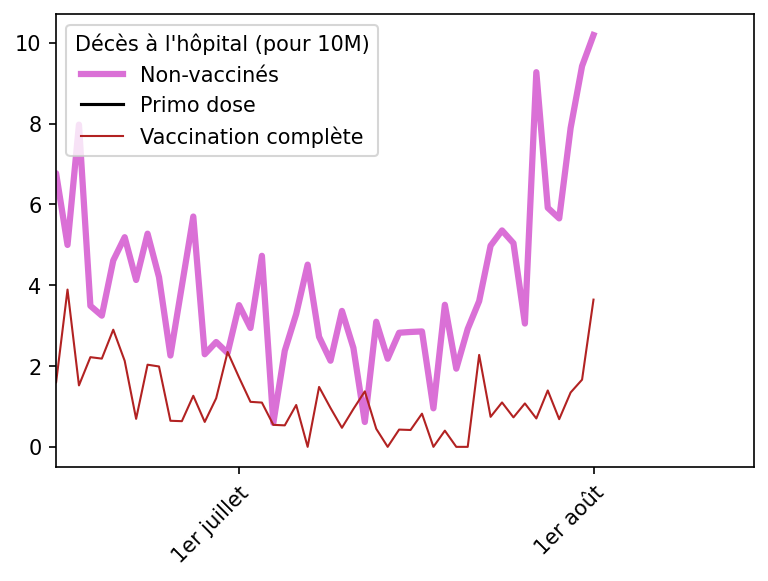 Décès à l'hôpital (pour 10M)
Non-vaccinés
Primo dose
Vaccination complète
10
8
6
4
2
0
1er juillet
1er août